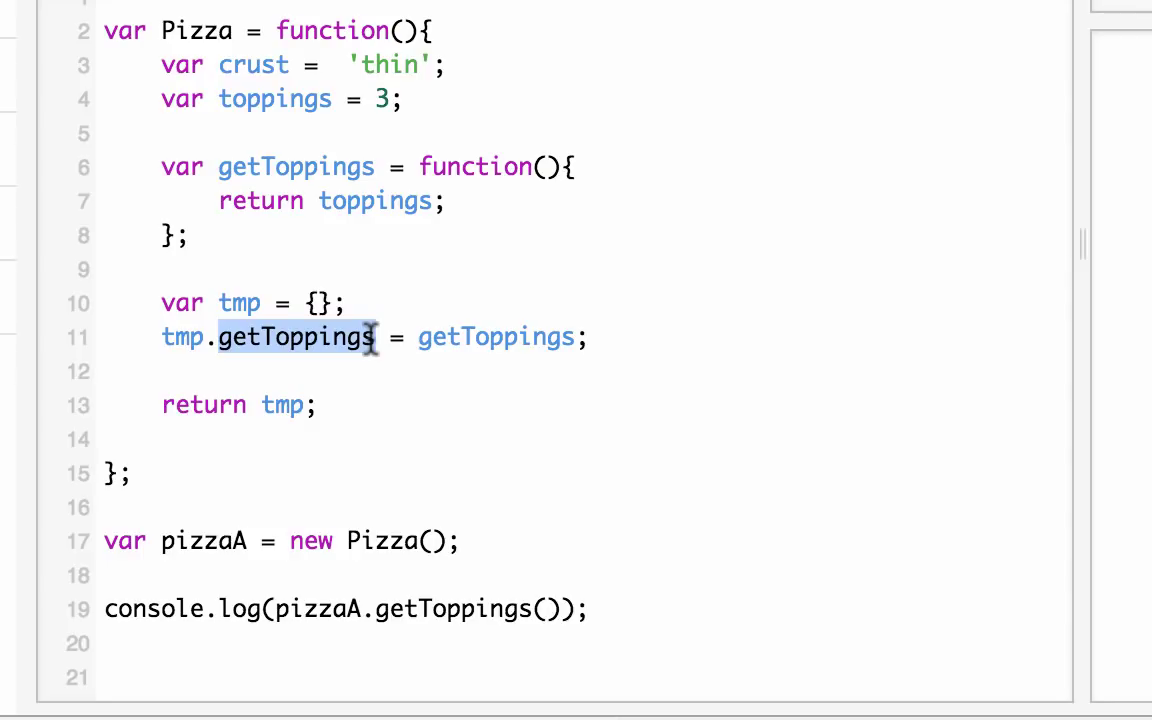 2 var Pizza = function(){
3 var crust =  'thin';
4 var toppings = 3;
5
6 var getToppings = function(){
7 return toppings;
8 };
9
10 var tmp = {};
11 tmp.getToppings = getToppings;
12
13 return tmp;
14
15 };
16
17 var pizzaA = new Pizza();
18
19 console.log(pizzaA.getToppings());
20
21